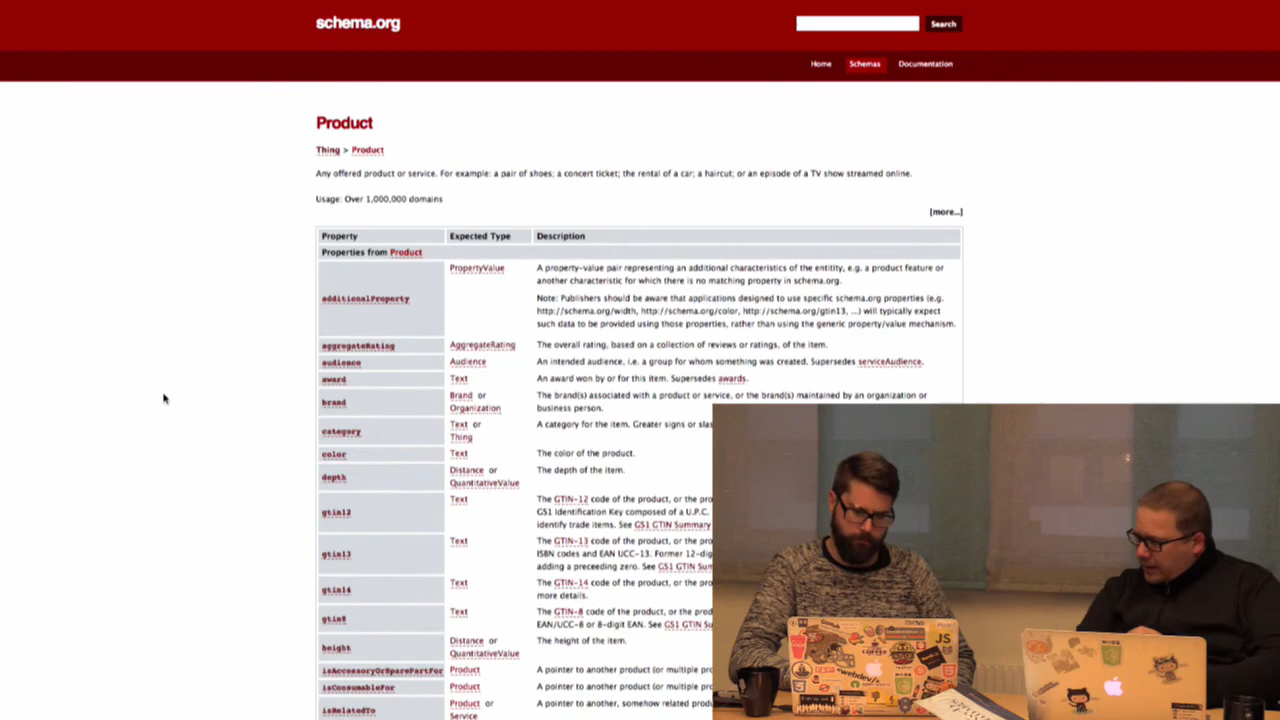 schema.org
Search
Home Schemas Documentation
Product
Thing > Product
Any offered product or service. For example: a pair of shoes; a concert ticket; the rental of a car; a haircut; or an episode of a TV show streamed online.
Usage: Over 1,000,000 domains
[more...]
Property Expected Type Description
Properties from Product
additionalProperty PropertyValue A property-value pair representing an additional characteristics of the entity, e.g. a product feature or
another characteristic for which there is no matching property in schema.org.
Note: Publishers should be aware that applications designed to use specific schema.org properties (e.g.
http://schema.org/width, http://schema.org/color, http://schema.org/gtin13, ...) will typically expect
such data to be provided using those properties, rather than using the generic property/value mechanism.
aggregateRating AggregateRating The overall rating, based on a collection of reviews or ratings, of the item.
audience Audience An intended audience, i.e. a group for whom something was created. Supersedes serviceAudience.
award Text An award won by or for this item. Supersedes awards.
brand Brand or The brand(s) associated with a product or service, or the brand(s) maintained by an organization or
Organization business person.
category Text or A category for the item. Greater signs or slas
Thing
color Text The color of the product.
depth Distance or The depth of the item.
QuantitativeValue
gtin12 Text The GTIN-12 code of the product, or the pro
GS1 Identification Key composed of a U.P.C.
identify trade items. See GS1 GTIN Summary
gtin13 Text The GTIN-13 code of the product, or the pro
ISBN codes and EAN UCC-13. Former 12-dig
adding a preceeding zero. See GS1 GTIN Sun
gtin14 Text The GTIN-14 code of the product, or the pro
more details.
gtin8 Text The GTIN-8 code of the product, or the pro
EAN/UCC-8 or 8-digit EAN. See GS1 GTIN Su
height Distance or The height of the item.
QuantitativeValue
isAccessoryOrSparePartFor Product A pointer to another product (or multiple pro
isConsumableFor Product A pointer to another product (or multiple pro
isRelatedTo Product or A pointer to another, somehow related produ
Service
JS